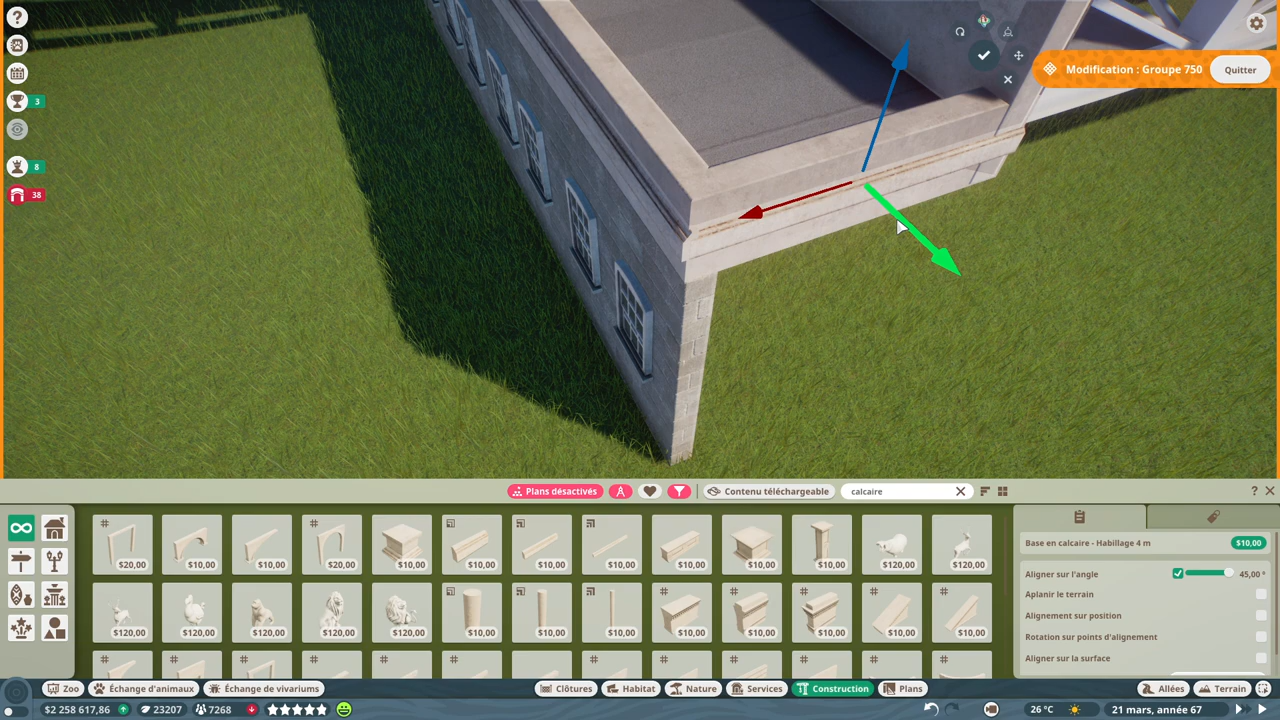 ?
3
8
38
Modification : Groupe 750
Quitter
Plans désactivés
Contenu téléchargeable
calcaire
?
$20,00
$10,00
$10,00
$20,00
$10,00
$10,00
$10,00
$10,00
$10,00
$10,00
$10,00
$120,00
$120,00
$120,00
$120,00
$120,00
$120,00
$120,00
$10,00
$10,00
$10,00
$10,00
$10,00
$10,00
$10,00
$10,00
Base en calcaire - Habillage 4 m
$10,00
Aligner sur l'angle
45,00 °
Aplanir le terrain
Alignement sur position
Rotation sur points d'alignement
Aligner sur la surface
Zoo
Échange d'animaux
Échange de vivariums
Clôtures
Habitat
Nature
Services
Construction
Plans
Allées
Terrain
$2 258 617,86
23207
7268
26 °C
21 mars, année 67